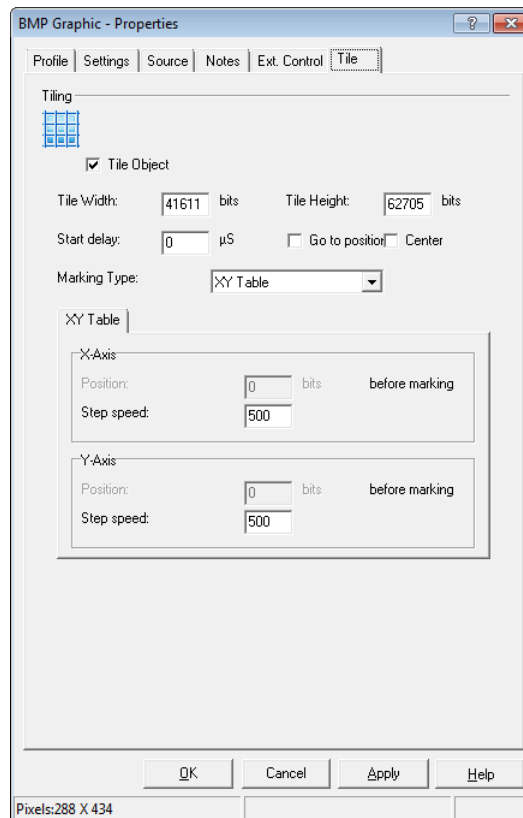 BMP Graphic - Properties
Profile Settings Source Notes Ext. Control Tile
Tiling
Tile Object
Tile Width: 41611 bits Tile Height: 62705 bits
Start delay: 0 µS Go to position Center
Marking Type: XY Table
XY Table
X-Axis
Position: 0 bits before marking
Step speed: 500
Y-Axis
Position: 0 bits before marking
Step speed: 500
OK Cancel Apply Help
Pixels:288 X 434